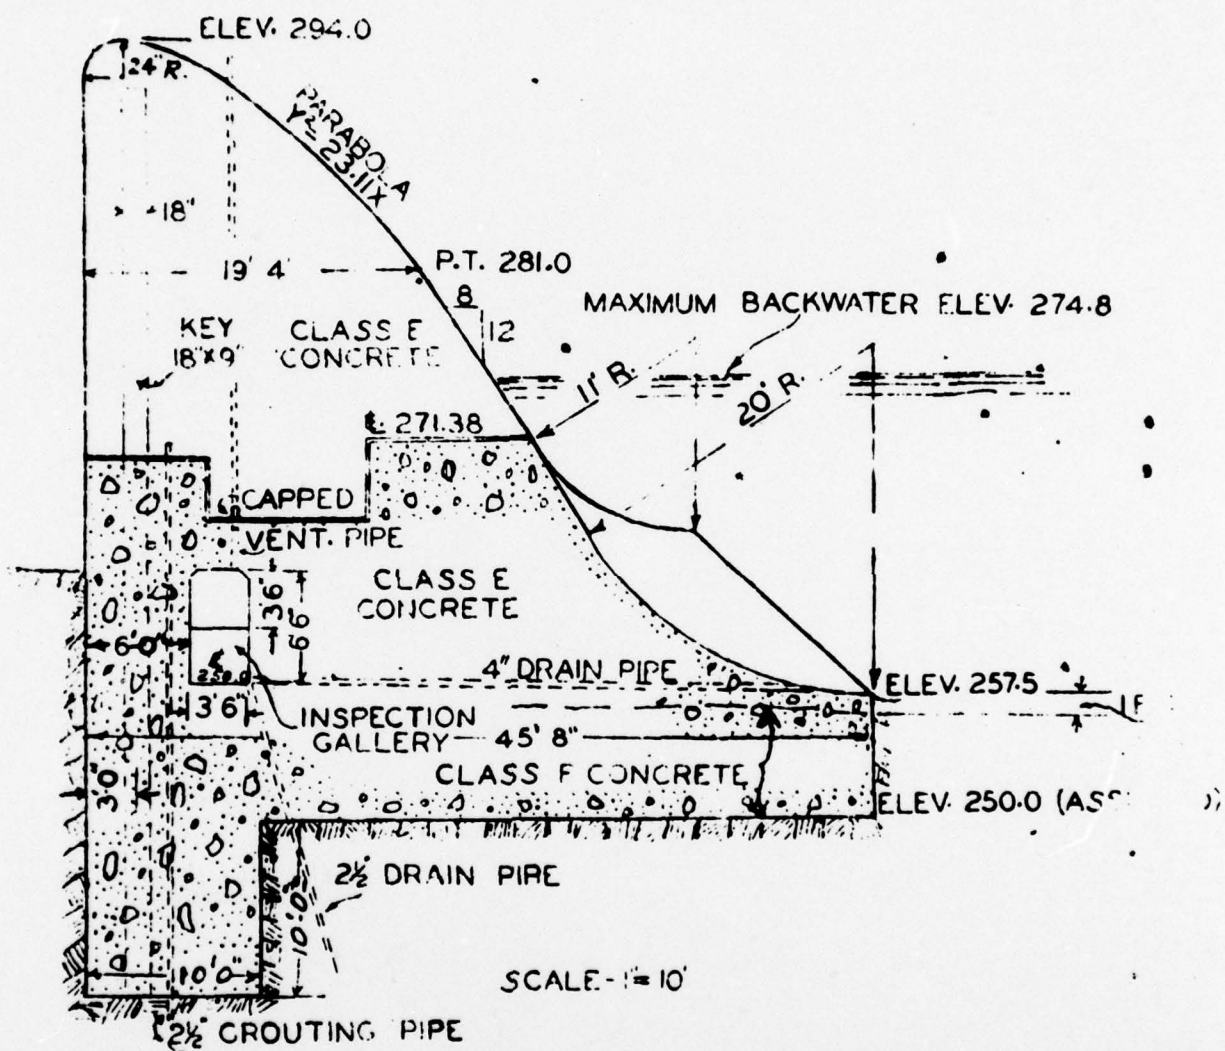 ELEV. 294.0
24" R.
PARABOLA
Y² = 23.11X
18"
19' 4"
P.T. 281.0
8
12
MAXIMUM BACKWATER ELEV. 274.8
KEY
18"X9"
CLASS E
CONCRETE
11' R.
20' R.
271.38
CAPPED
VENT. PIPE
CLASS E
CONCRETE
3'6"
6'6"
6'-0"
4" DRAIN PIPE
ELEV. 257.5
3'6"
INSPECTION
GALLERY
45' 8"
3'0"
CLASS F CONCRETE
ELEV. 250.0
2½" DRAIN PIPE
10'0"
10'0"
SCALE - 1" = 10'
2½" GROUTING PIPE